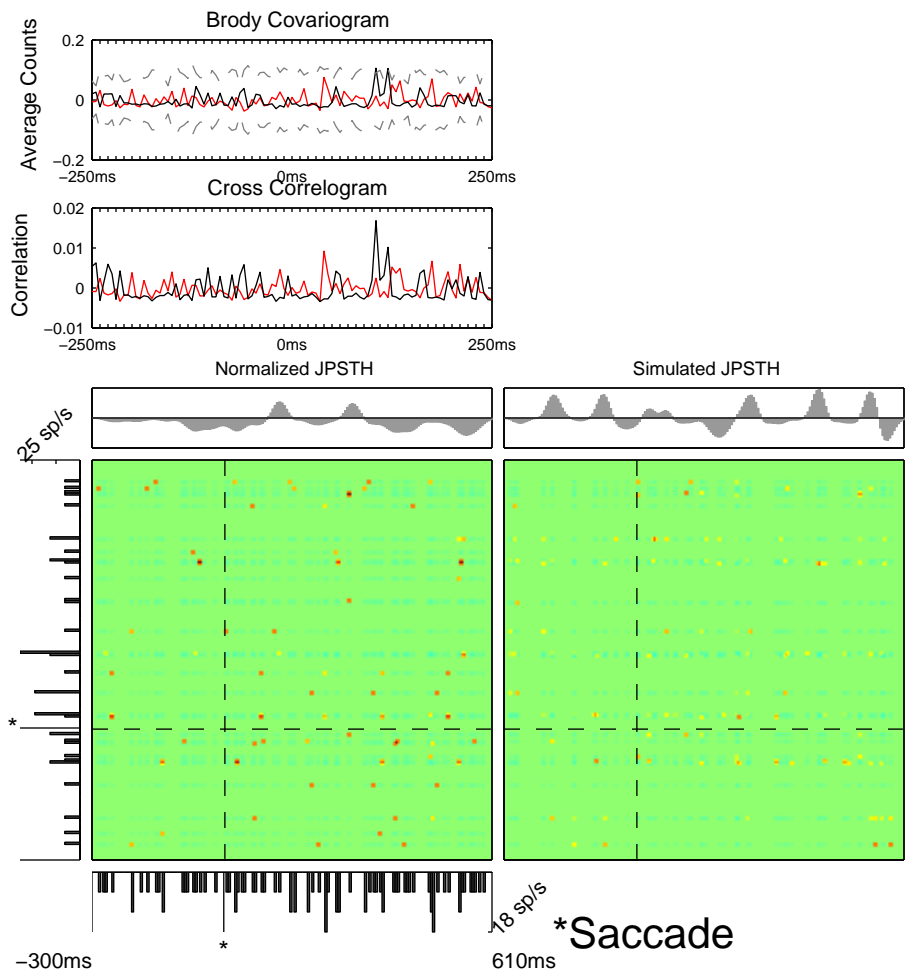 Brody Covariogram
Average Counts
0.2
0
−0.2
−250ms
0ms
250ms
Cross Correlogram
Correlation
0.02
0.01
0
−0.01
−250ms
0ms
250ms
Normalized JPSTH
Simulated JPSTH
25 sp/s
*
*
18 sp/s
*Saccade
−300ms
610ms